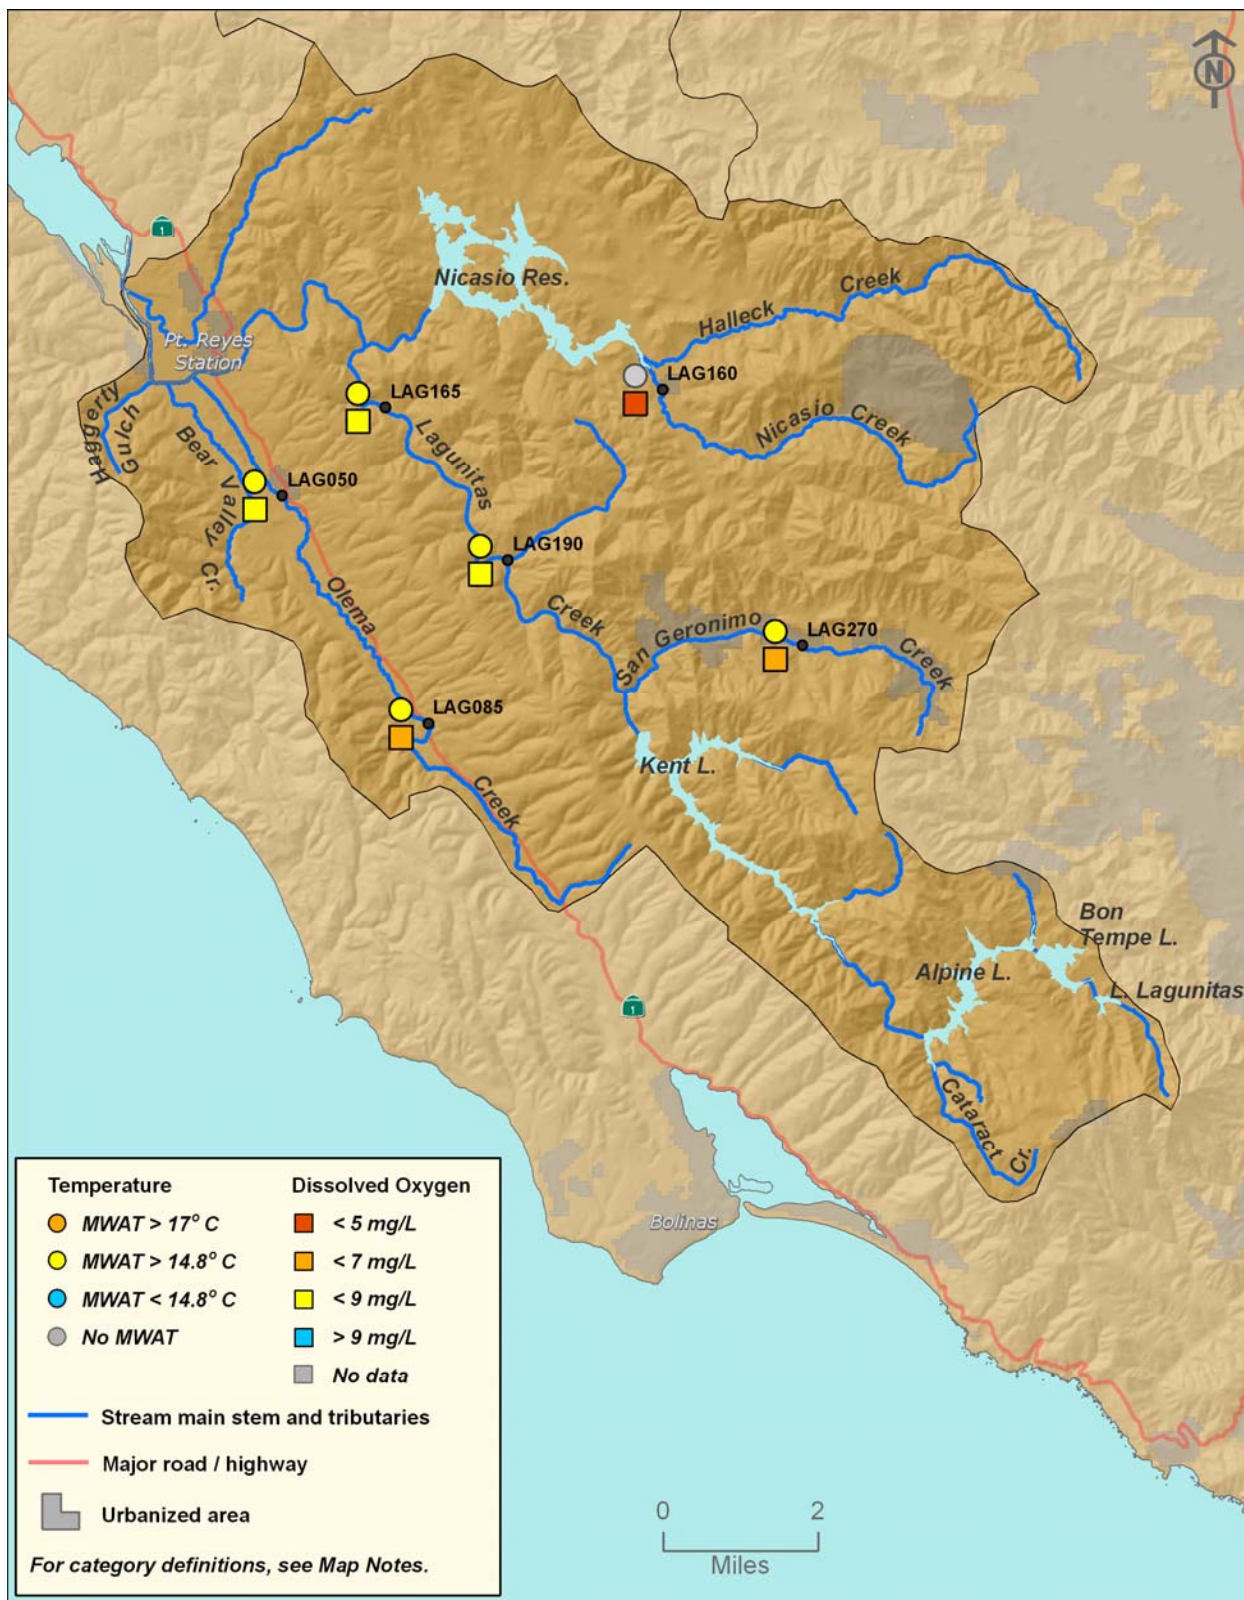 N
1
Nicasio Res.
Halleck
Creek
Pt. Reyes
Station
LAG160
LAG165
Haggerty
Gulch
Bear
Valley
Cr.
Lagunitas
Nicasio
Creek
LAG050
LAG190
Olema
Creek
San Geronimo
Creek
LAG270
LAG085
Kent L.
Creek
Bon
Tempe L.
Alpine L.
L. Lagunitas
1
Cataract
Cr.
Bolinas
Temperature
MWAT > 17° C
MWAT > 14.8° C
MWAT < 14.8° C
No MWAT
Dissolved Oxygen
< 5 mg/L
< 7 mg/L
< 9 mg/L
> 9 mg/L
No data
Stream main stem and tributaries
Major road / highway
Urbanized area
For category definitions, see Map Notes.
0 2
Miles